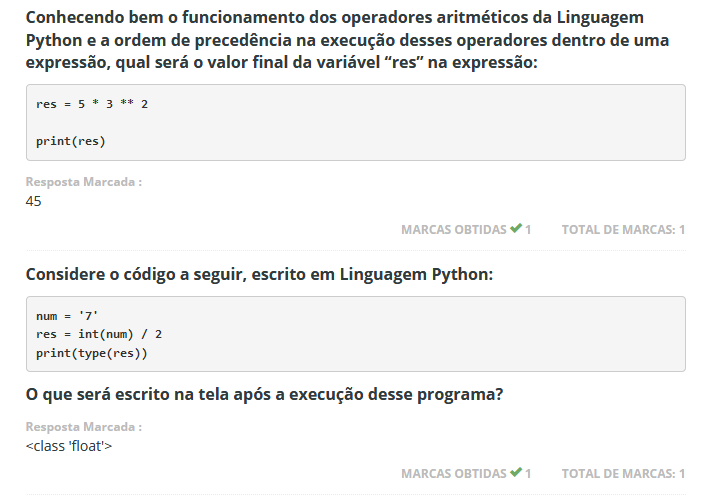 Conhecendo bem o funcionamento dos operadores aritméticos da Linguagem
Python e a ordem de precedência na execução desses operadores dentro de uma
expressão, qual será o valor final da variável “res” na expressão:
res = 5 * 3 ** 2
print(res)
Resposta Marcada :
45
MARCAS OBTIDAS ✔ 1 TOTAL DE MARCAS: 1
Considere o código a seguir, escrito em Linguagem Python:
num = '7'
res = int(num) / 2
print(type(res))
O que será escrito na tela após a execução desse programa?
Resposta Marcada :
<class 'float'>
MARCAS OBTIDAS ✔ 1 TOTAL DE MARCAS: 1